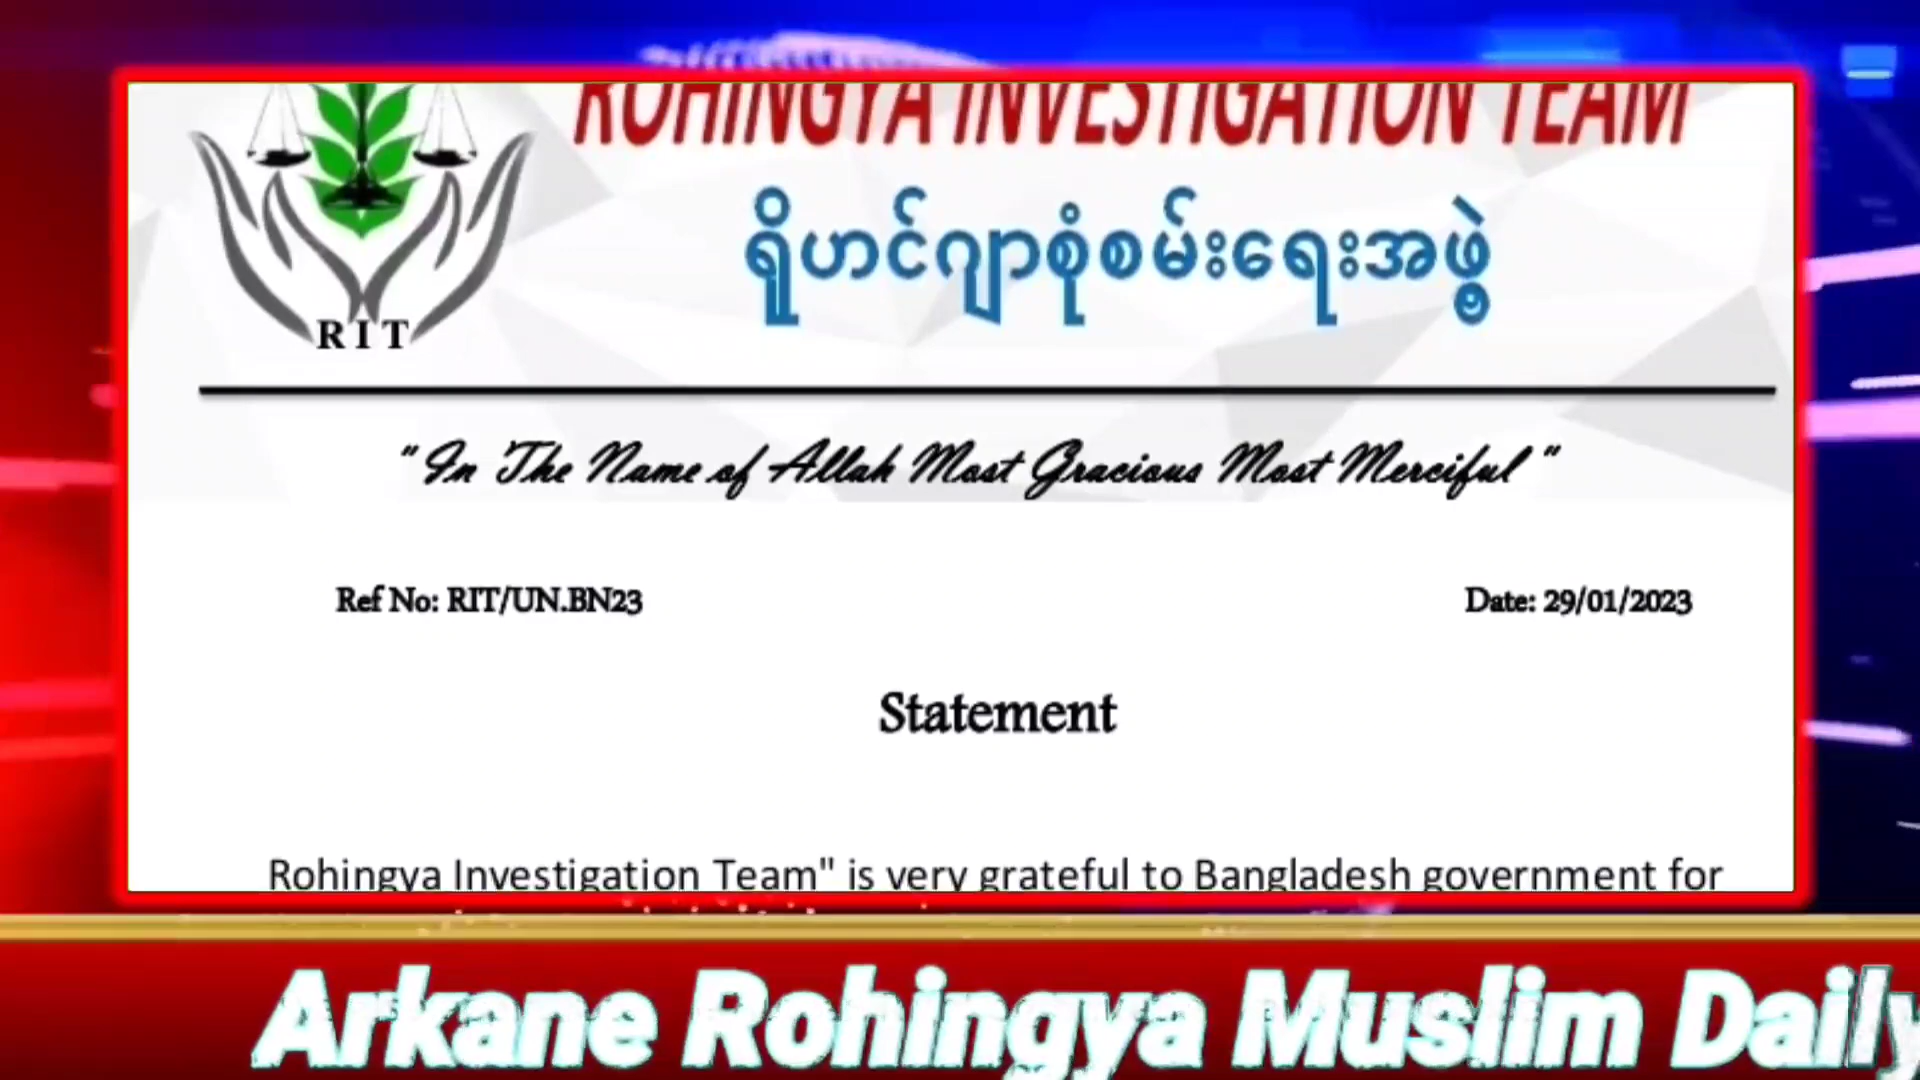 ROHINGYA INVESTIGATION TEAM
ရိုဟင်ဂျာစုံစမ်းရေးအဖွဲ့
RIT
“In The Name of Allah Most Gracious Most Merciful”
Ref No: RIT/UN.BN23
Date: 29/01/2023
Statement
Rohingya Investigation Team" is very grateful to Bangladesh government for
Arkane Rohingya Muslim Daily